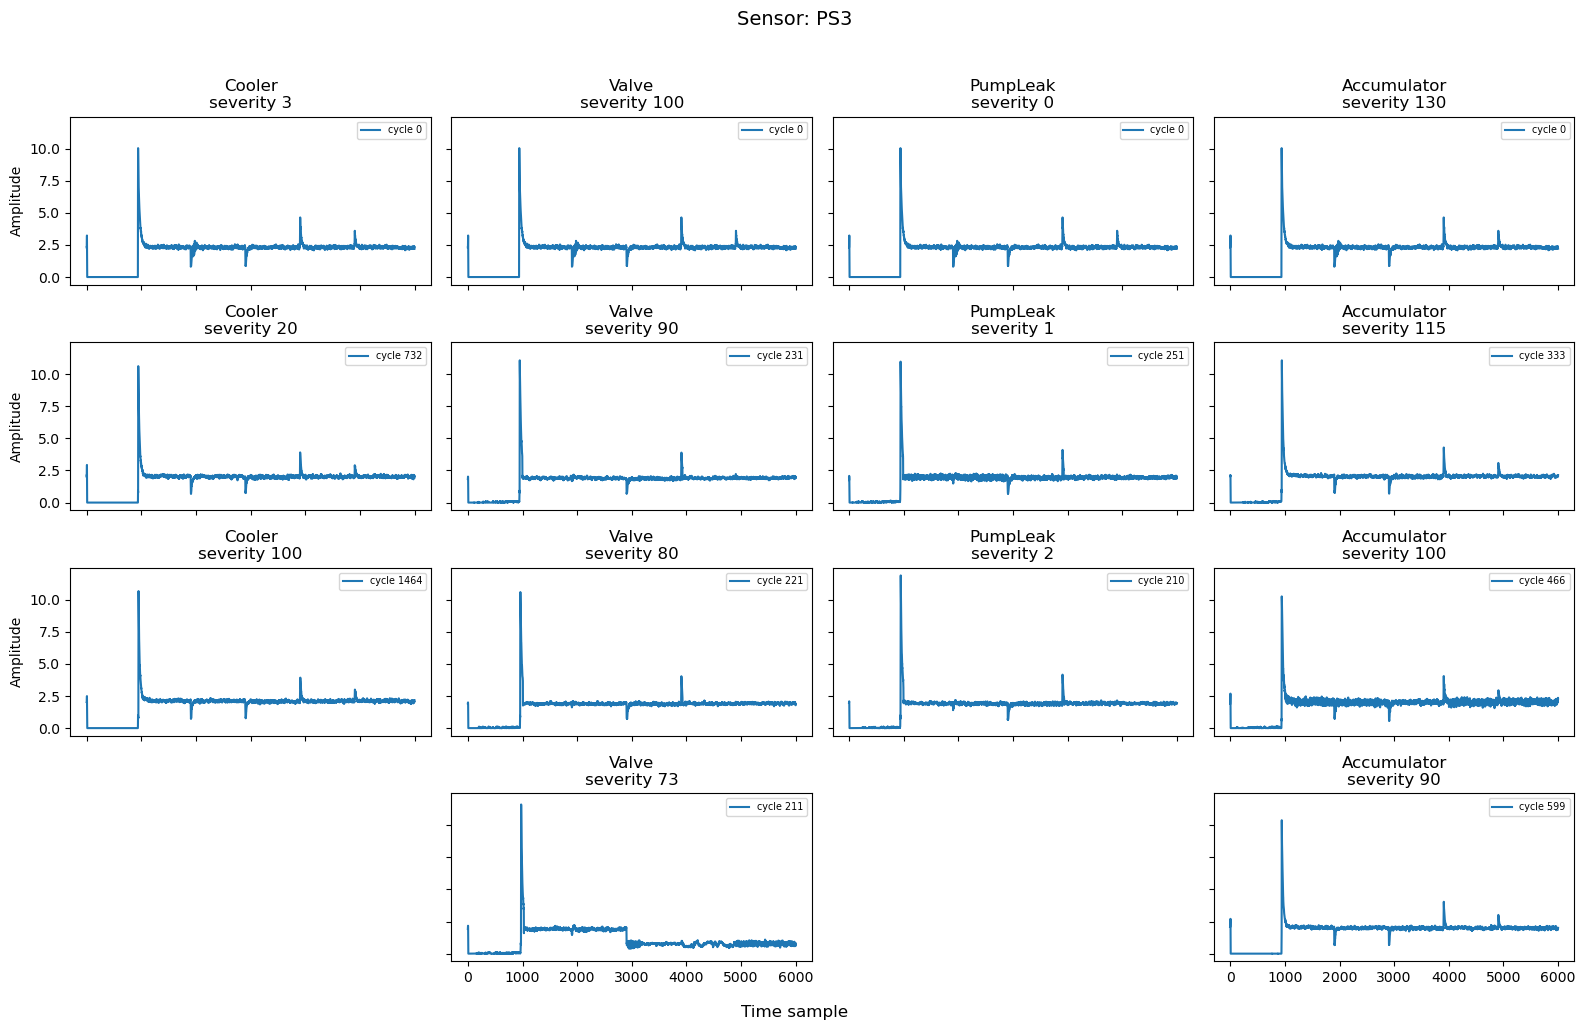 Sensor: PS3
Cooler
severity 3
Valve
severity 100
PumpLeak
severity 0
Accumulator
severity 130
Amplitude
10.0
7.5
5.0
2.5
0.0
cycle 0
cycle 0
cycle 0
cycle 0
Cooler
severity 20
Valve
severity 90
PumpLeak
severity 1
Accumulator
severity 115
Amplitude
10.0
7.5
5.0
2.5
0.0
cycle 732
cycle 231
cycle 251
cycle 333
Cooler
severity 100
Valve
severity 80
PumpLeak
severity 2
Accumulator
severity 100
Amplitude
10.0
7.5
5.0
2.5
0.0
cycle 1464
cycle 221
cycle 210
cycle 466
Valve
severity 73
Accumulator
severity 90
cycle 211
cycle 599
0 1000 2000 3000 4000 5000 6000
0 1000 2000 3000 4000 5000 6000
Time sample